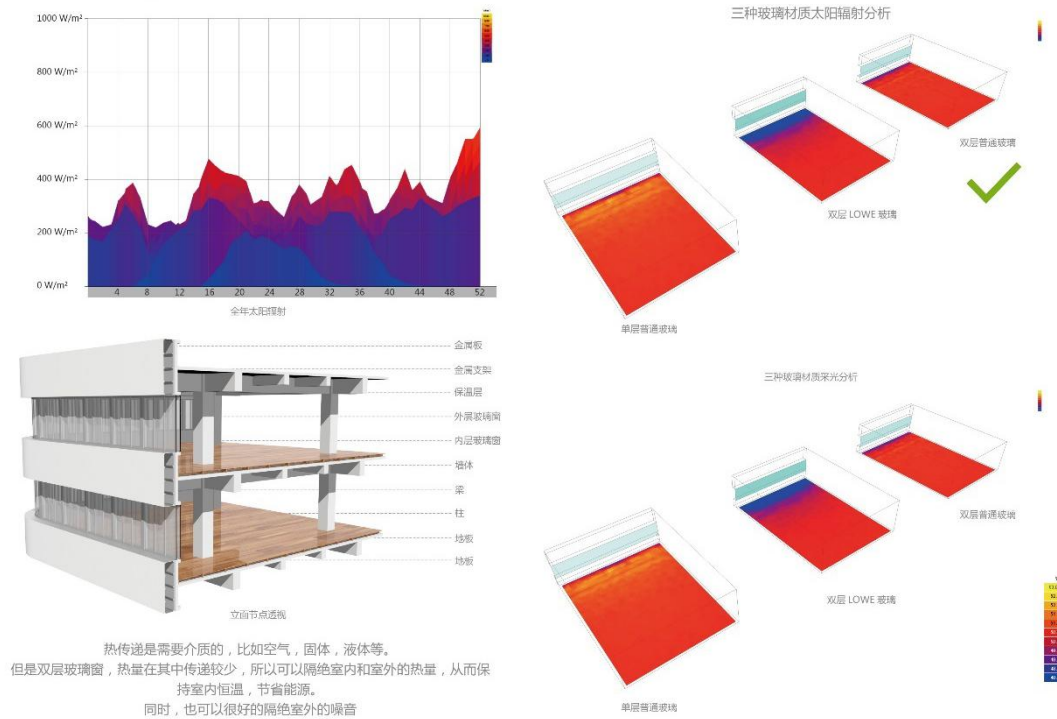 1000 W/m²
800 W/m²
600 W/m²
400 W/m²
200 W/m²
0 W/m²
4 8 12 16 20 24 28 32 36 40 44 48 52
全年太阳辐射
金属板
金属支架
保温层
外层玻璃窗
内层玻璃窗
墙体
梁
柱
地板
地板
立面节点透视
热传递是需要介质的，比如空气，固体，液体等。
但是双层玻璃窗，热量在其中传递较少，所以可以隔绝室内和室外的热量，从而保
持室内恒温，节省能源。
同时，也可以很好的隔绝室外的噪音
三种玻璃材质太阳辐射分析
双层普通玻璃
双层 LOWE 玻璃
单层普通玻璃
三种玻璃材质采光分析
双层普通玻璃
双层 LOWE 玻璃
单层普通玻璃